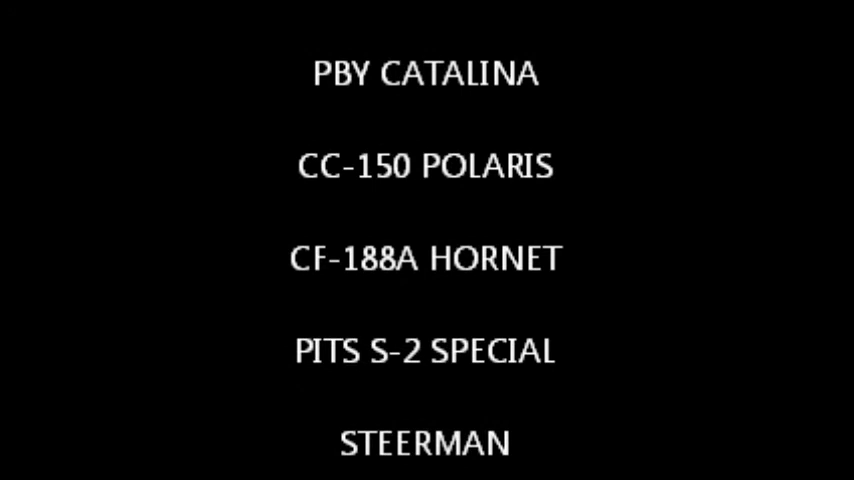 PBY CATALINA
CC-150 POLARIS
CF-188A HORNET
PITS S-2 SPECIAL
STEERMAN